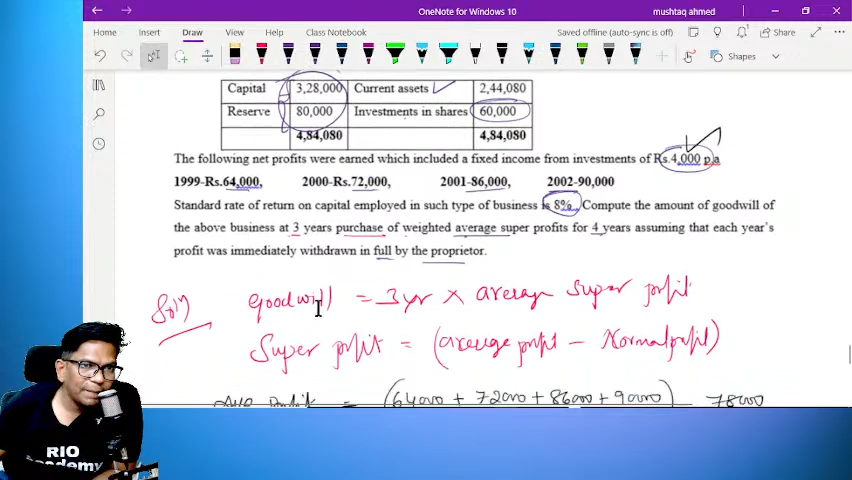 OneNote for Windows 10
mushtaq ahmed
Home Insert Draw View Help Class Notebook Saved offline (auto-sync is off) Share
Shapes
Capital 3,28,000 Current assets 2,44,080
Reserve 80,000 Investments in shares 60,000
4,84,080 4,84,080
The following net profits were earned which included a fixed income from investments of Rs.4,000 p.a
1999-Rs.64,000, 2000-Rs.72,000, 2001-86,000, 2002-90,000
Standard rate of return on capital employed in such type of business is 8%. Compute the amount of goodwill of
the above business at 3 years purchase of weighted average super profits for 4 years assuming that each year's
profit was immediately withdrawn in full by the proprietor.
Sol'n goodwill = 3 yr × average super profit
Super profit = (average profit - Normal profit)
(64000 + 72000 + 86000 + 90000) 78000
RIO
Academy